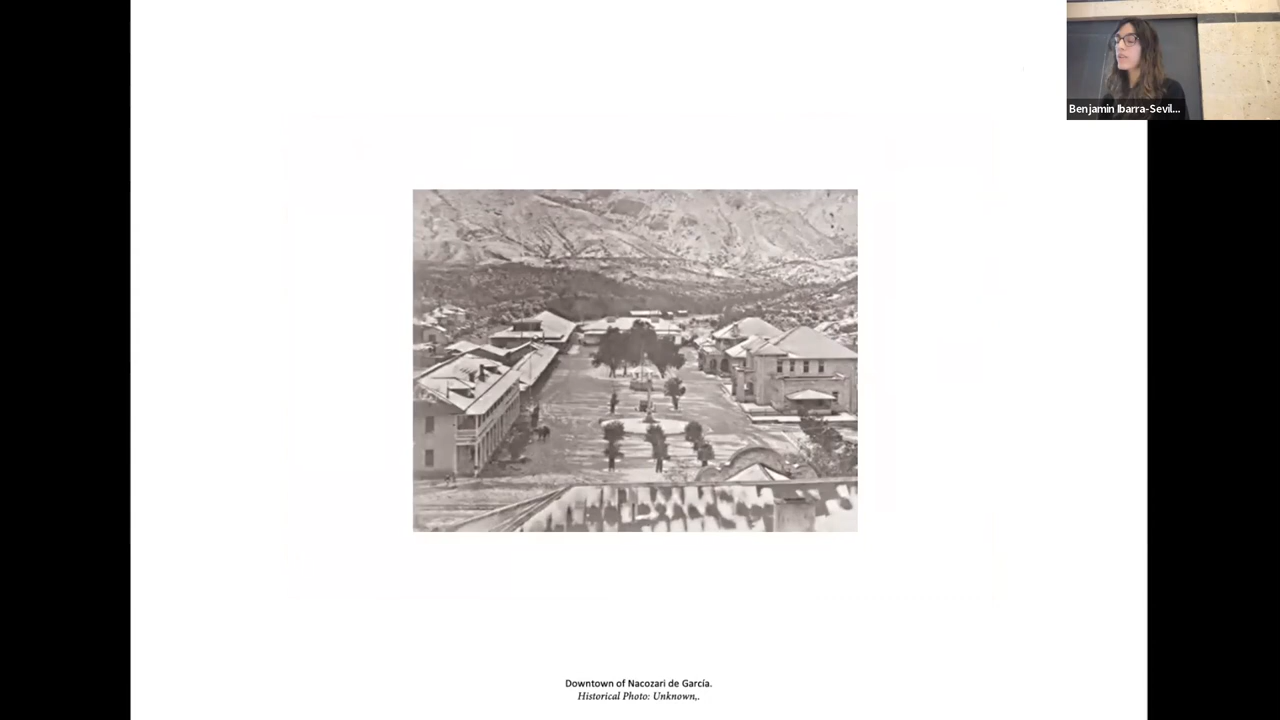 Benjamin Ibarra-Sevil...
Downtown of Nacozari de García.
Historical Photo: Unknown,.